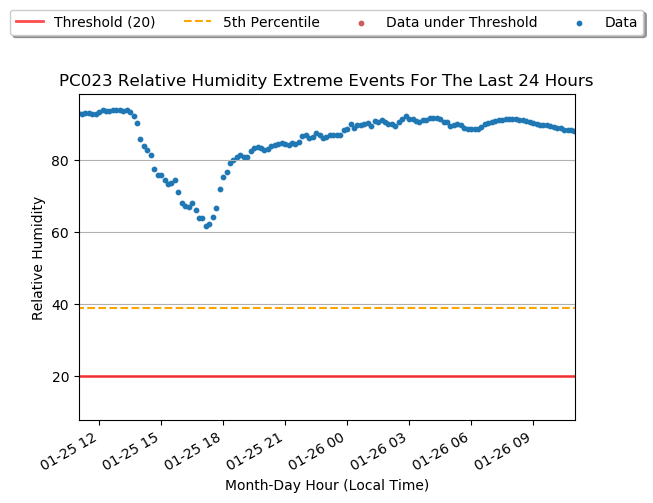 Threshold (20) 5th Percentile Data under Threshold Data
PC023 Relative Humidity Extreme Events For The Last 24 Hours
80
60
40
20
Relative Humidity
01-25 12 01-25 15 01-25 18 01-25 21 01-26 00 01-26 03 01-26 06 01-26 09
Month-Day Hour (Local Time)